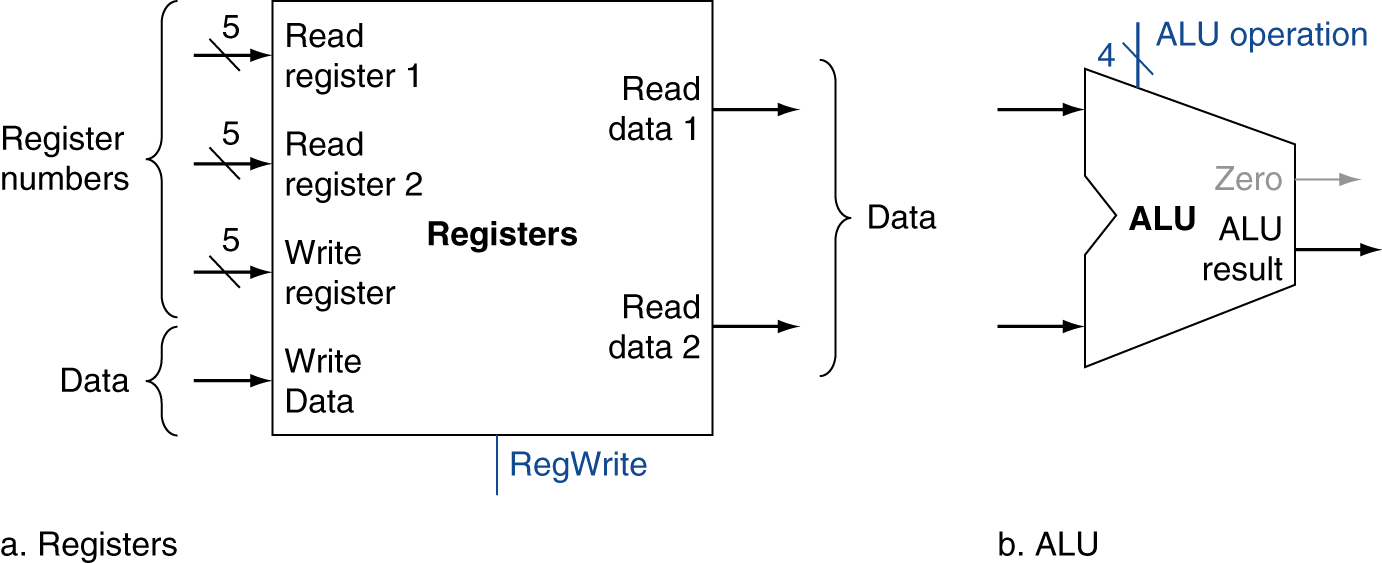 5
Read
register 1
5
Read
register 2
5
Write
register
Write
Data
Register
numbers
Data
Registers
Read
data 1
Read
data 2
Data
RegWrite
a. Registers
4
ALU operation
Zero
ALU
ALU
result
b. ALU